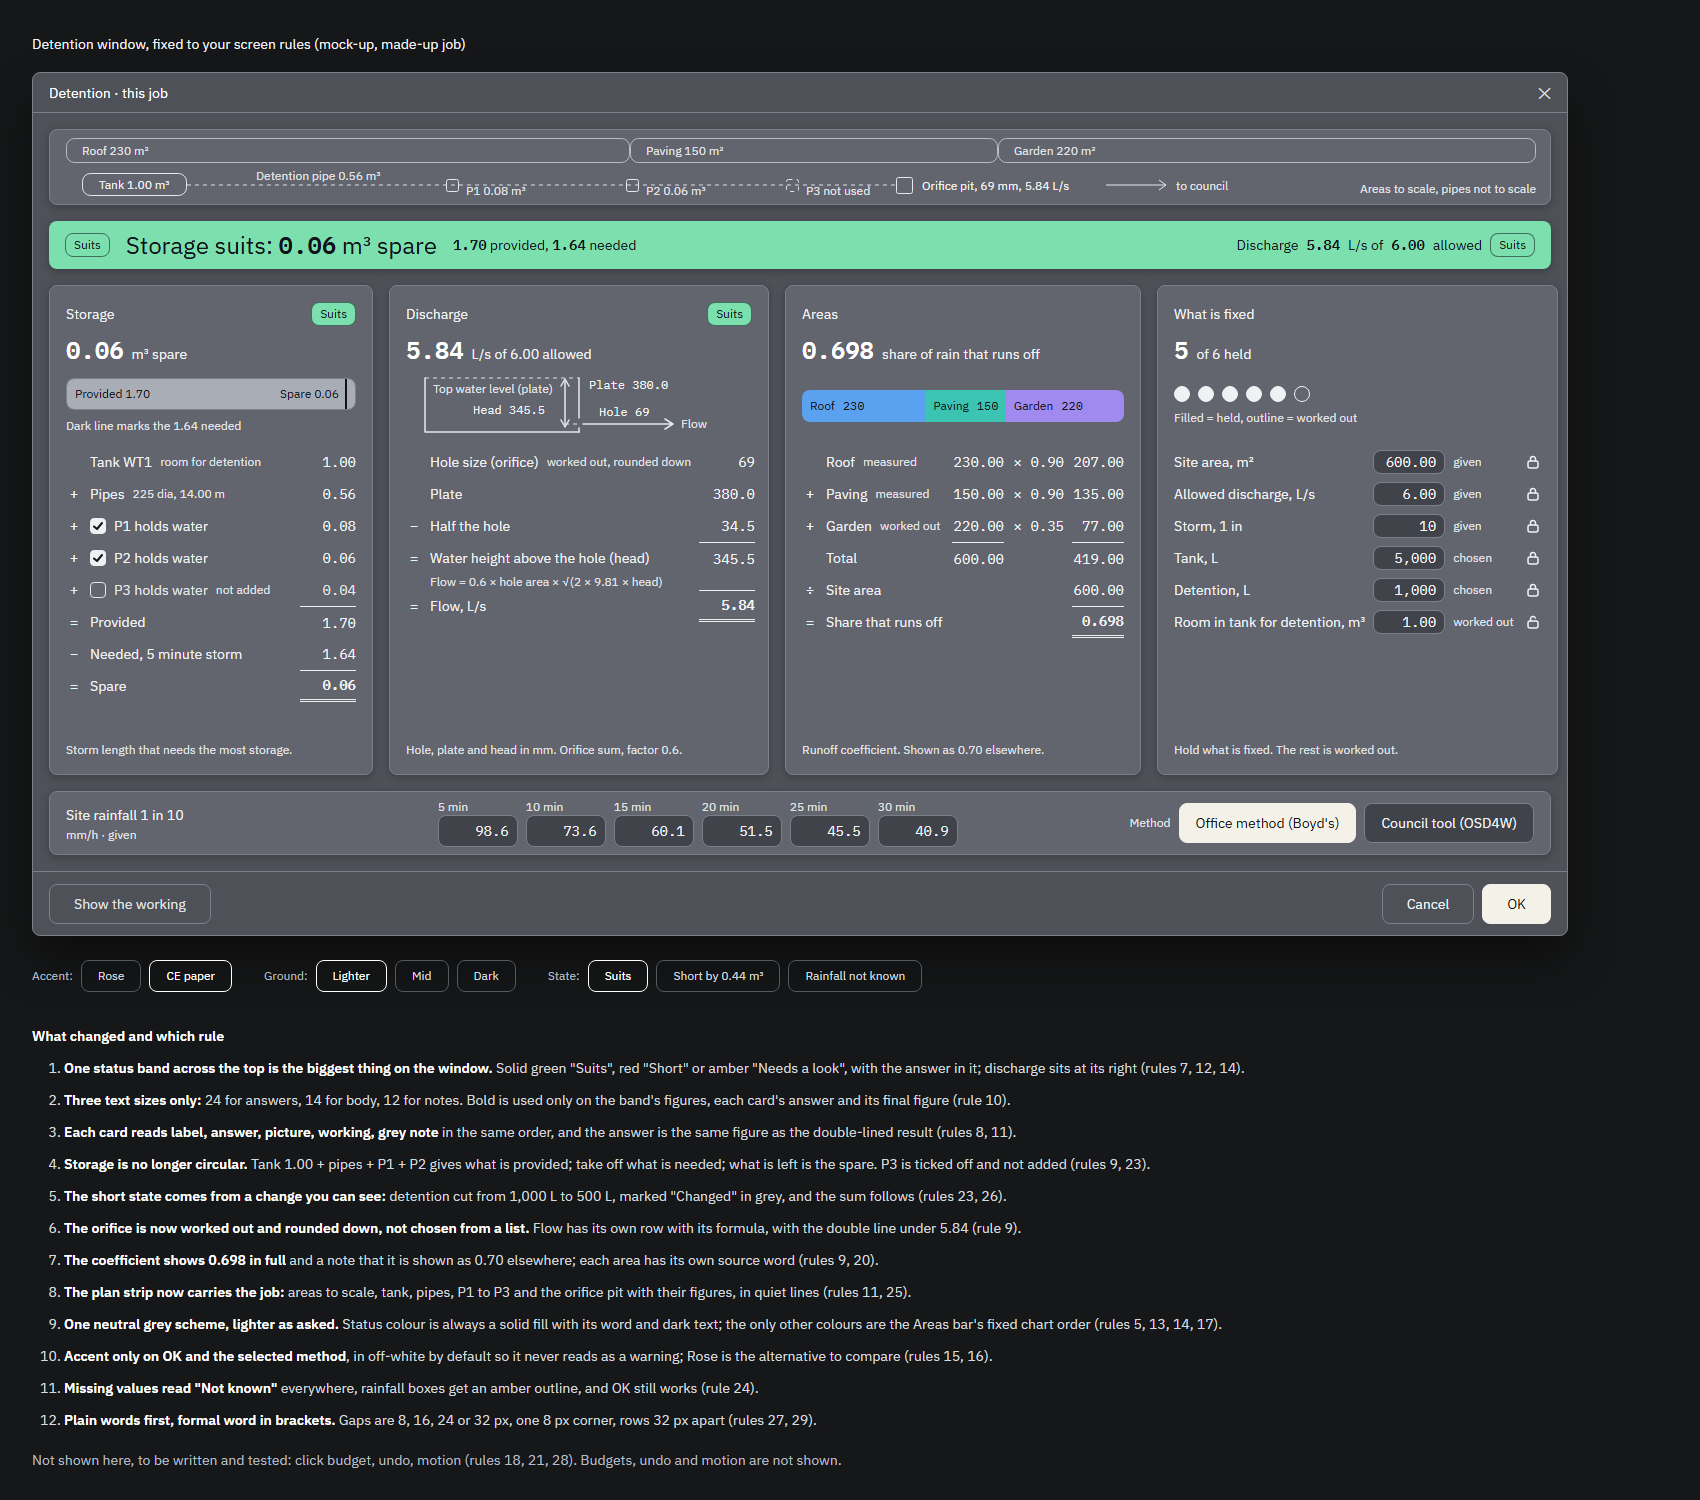 Detention window, fixed to your screen rules (mock-up, made-up job)
Detention · this job
Roof 230 m²
Paving 150 m²
Garden 220 m²
Tank 1.00 m³
Detention pipe 0.56 m³
P1 0.08 m³
P2 0.06 m³
P3 not used
Orifice pit, 69 mm, 5.84 L/s
to council
Areas to scale, pipes not to scale
Suits
Storage suits: 0.06 m³ spare
1.70 provided, 1.64 needed
Discharge 5.84 L/s of 6.00 allowed
Suits
Storage
Suits
0.06 m³ spare
Provided 1.70
Spare 0.06
Dark line marks the 1.64 needed
Tank WT1 room for detention 1.00
+ Pipes 225 dia, 14.00 m 0.56
+ P1 holds water 0.08
+ P2 holds water 0.06
+ P3 holds water not added 0.04
= Provided 1.70
− Needed, 5 minute storm 1.64
= Spare 0.06
Storm length that needs the most storage.
Discharge
Suits
5.84 L/s of 6.00 allowed
Top water level (plate)
Plate 380.0
Head 345.5
Hole 69
Flow
Hole size (orifice) worked out, rounded down 69
Plate 380.0
− Half the hole 34.5
= Water height above the hole (head) 345.5
Flow = 0.6 × hole area × √(2 × 9.81 × head)
= Flow, L/s 5.84
Hole, plate and head in mm. Orifice sum, factor 0.6.
Areas
0.698 share of rain that runs off
Roof 230
Paving 150
Garden 220
Roof measured 230.00 × 0.90 207.00
+ Paving measured 150.00 × 0.90 135.00
+ Garden worked out 220.00 × 0.35 77.00
Total 600.00 419.00
÷ Site area 600.00
= Share that runs off 0.698
Runoff coefficient. Shown as 0.70 elsewhere.
What is fixed
5 of 6 held
Filled = held, outline = worked out
Site area, m² 600.00 given
Allowed discharge, L/s 6.00 given
Storm, 1 in 10 given
Tank, L 5,000 chosen
Detention, L 1,000 chosen
Room in tank for detention, m³ 1.00 worked out
Hold what is fixed. The rest is worked out.
Site rainfall 1 in 10
mm/h · given
5 min 10 min 15 min 20 min 25 min 30 min
98.6 73.6 60.1 51.5 45.5 40.9
Method
Office method (Boyd's)
Council tool (OSD4W)
Show the working
Cancel
OK
Accent: Rose CE paper Ground: Lighter Mid Dark State: Suits Short by 0.44 m³ Rainfall not known
What changed and which rule
1. One status band across the top is the biggest thing on the window. Solid green "Suits", red "Short" or amber "Needs a look", with the answer in it; discharge sits at its right (rules 7, 12, 14).
2. Three text sizes only: 24 for answers, 14 for body, 12 for notes. Bold is used only on the band's figures, each card's answer and its final figure (rule 10).
3. Each card reads label, answer, picture, working, grey note in the same order, and the answer is the same figure as the double-lined result (rules 8, 11).
4. Storage is no longer circular. Tank 1.00 + pipes + P1 + P2 gives what is provided; take off what is needed; what is left is the spare. P3 is ticked off and not added (rules 9, 23).
5. The short state comes from a change you can see: detention cut from 1,000 L to 500 L, marked "Changed" in grey, and the sum follows (rules 23, 26).
6. The orifice is now worked out and rounded down, not chosen from a list. Flow has its own row with its formula, with the double line under 5.84 (rule 9).
7. The coefficient shows 0.698 in full and a note that it is shown as 0.70 elsewhere; each area has its own source word (rules 9, 20).
8. The plan strip now carries the job: areas to scale, tank, pipes, P1 to P3 and the orifice pit with their figures, in quiet lines (rules 11, 25).
9. One neutral grey scheme, lighter as asked. Status colour is always a solid fill with its word and dark text; the only other colours are the Areas bar's fixed chart order (rules 5, 13, 14, 17).
10. Accent only on OK and the selected method, in off-white by default so it never reads as a warning; Rose is the alternative to compare (rules 15, 16).
11. Missing values read "Not known" everywhere, rainfall boxes get an amber outline, and OK still works (rule 24).
12. Plain words first, formal word in brackets. Gaps are 8, 16, 24 or 32 px, one 8 px corner, rows 32 px apart (rules 27, 29).
Not shown here, to be written and tested: click budget, undo, motion (rules 18, 21, 28). Budgets, undo and motion are not shown.